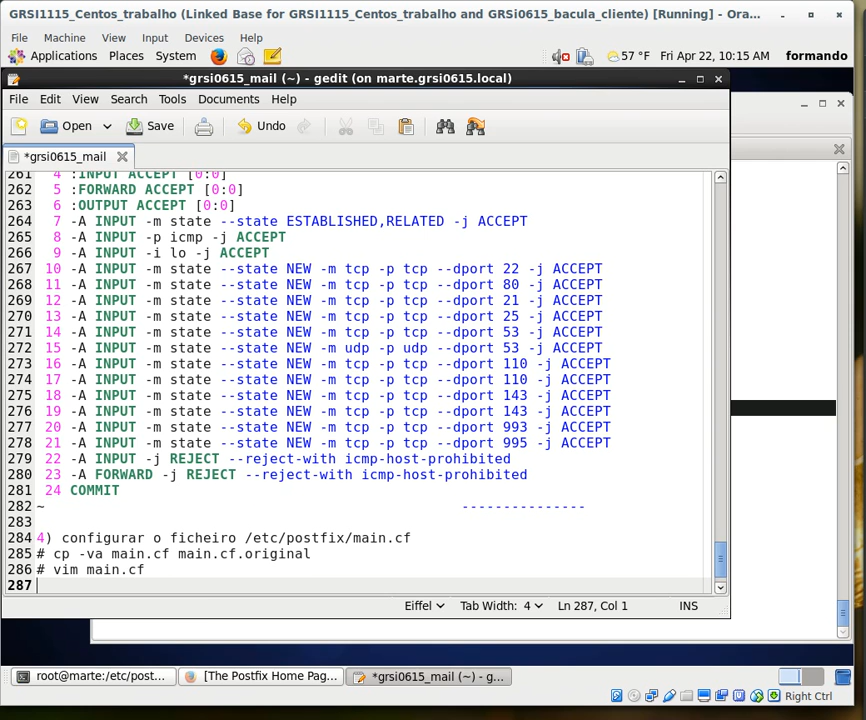 GRSI1115_Centos_trabalho (Linked Base for GRSI1115_Centos_trabalho and GRSi0615_bacula_cliente) [Running] - Ora...
File Machine View Input Devices Help
Applications Places System 57 °F Fri Apr 22, 10:15 AM formando
*grsi0615_mail (~) - gedit (on marte.grsi0615.local)
File Edit View Search Tools Documents Help
Open Save Undo
*grsi0615_mail
261 4 :INPUT ACCEPT [0:0]
262 5 :FORWARD ACCEPT [0:0]
263 6 :OUTPUT ACCEPT [0:0]
264 7 -A INPUT -m state --state ESTABLISHED,RELATED -j ACCEPT
265 8 -A INPUT -p icmp -j ACCEPT
266 9 -A INPUT -i lo -j ACCEPT
267 10 -A INPUT -m state --state NEW -m tcp -p tcp --dport 22 -j ACCEPT
268 11 -A INPUT -m state --state NEW -m tcp -p tcp --dport 80 -j ACCEPT
269 12 -A INPUT -m state --state NEW -m tcp -p tcp --dport 21 -j ACCEPT
270 13 -A INPUT -m state --state NEW -m tcp -p tcp --dport 25 -j ACCEPT
271 14 -A INPUT -m state --state NEW -m tcp -p tcp --dport 53 -j ACCEPT
272 15 -A INPUT -m state --state NEW -m udp -p udp --dport 53 -j ACCEPT
273 16 -A INPUT -m state --state NEW -m tcp -p tcp --dport 110 -j ACCEPT
274 17 -A INPUT -m state --state NEW -m tcp -p tcp --dport 110 -j ACCEPT
275 18 -A INPUT -m state --state NEW -m tcp -p tcp --dport 143 -j ACCEPT
276 19 -A INPUT -m state --state NEW -m tcp -p tcp --dport 143 -j ACCEPT
277 20 -A INPUT -m state --state NEW -m tcp -p tcp --dport 993 -j ACCEPT
278 21 -A INPUT -m state --state NEW -m tcp -p tcp --dport 995 -j ACCEPT
279 22 -A INPUT -j REJECT --reject-with icmp-host-prohibited
280 23 -A FORWARD -j REJECT --reject-with icmp-host-prohibited
281 24 COMMIT
282 ~ ---------------
283
284 4) configurar o ficheiro /etc/postfix/main.cf
285 # cp -va main.cf main.cf.original
286 # vim main.cf
287
Eiffel Tab Width: 4 Ln 287, Col 1 INS
root@marte:/etc/post... [The Postfix Home Pag... *grsi0615_mail (~) - g...
Right Ctrl